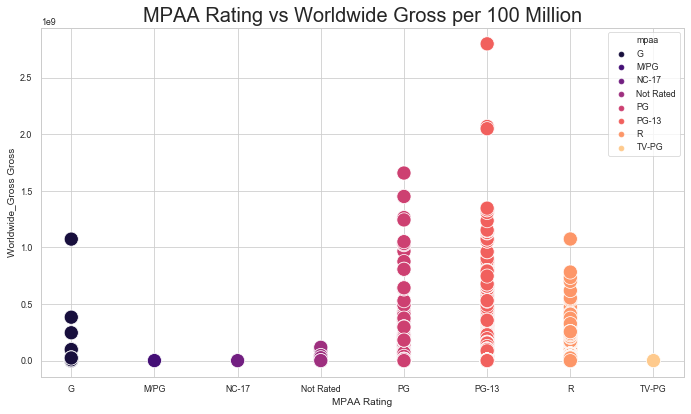 MPAA Rating vs Worldwide Gross per 100 Million
1e9
mpaa
G
M/PG
NC-17
Not Rated
PG
PG-13
R
TV-PG
2.5
2.0
1.5
1.0
0.5
0.0
Worldwide_Gross Gross
G M/PG NC-17 Not Rated PG PG-13 R TV-PG
MPAA Rating